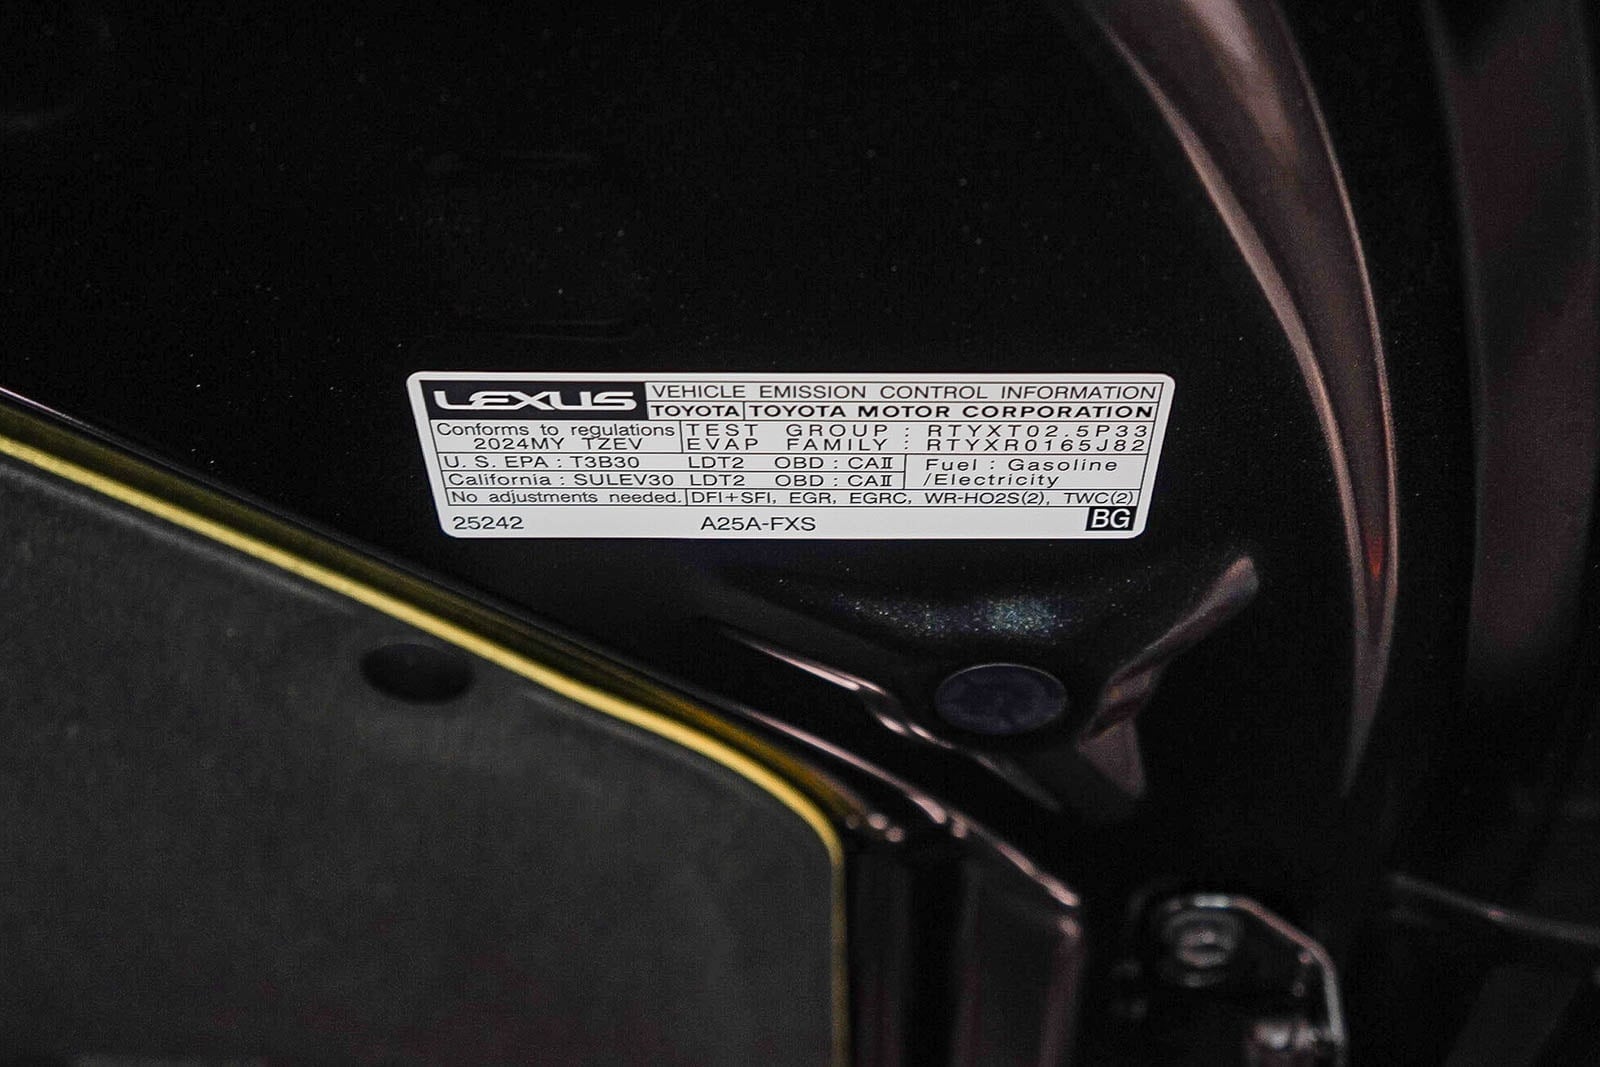 LEXUS VEHICLE EMISSION CONTROL INFORMATION
TOYOTA TOYOTA MOTOR CORPORATION
Conforms to regulations TEST GROUP : RTYXT02.5P33
2024MY TZEV EVAP FAMILY : RTYXR0165J82
U.S. EPA : T3B30 LDT2 OBD : CAⅡ Fuel : Gasoline
California : SULEV30 LDT2 OBD : CAⅡ /Electricity
No adjustments needed. DFI+SFI, EGR, EGRC, WR-HO2S(2), TWC(2)
25242 A25A-FXS BG